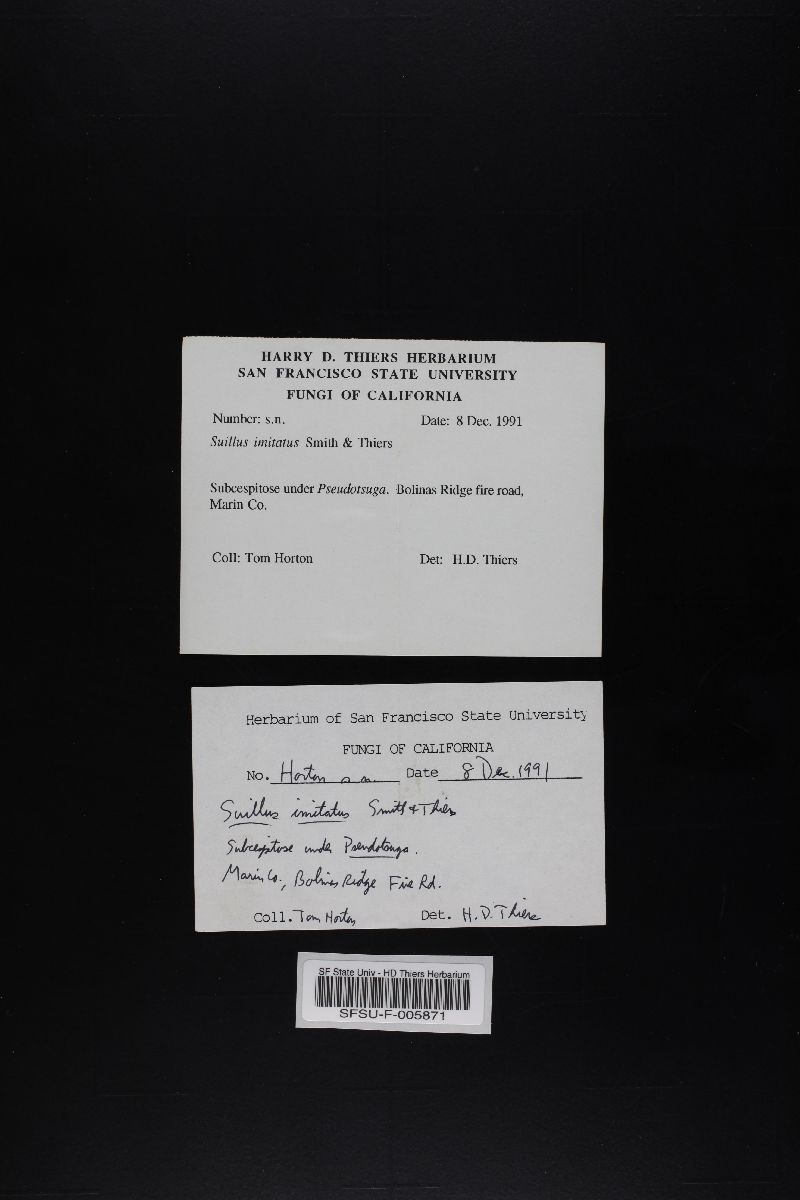 HARRY D. THIERS HERBARIUM
SAN FRANCISCO STATE UNIVERSITY
FUNGI OF CALIFORNIA
Number: s.n. Date: 8 Dec. 1991
Suillus imitatus Smith & Thiers
Subcespitose under Pseudotsuga. Bolinas Ridge fire road,
Marin Co.
Coll: Tom Horton Det: H.D. Thiers
Herbarium of San Francisco State University
FUNGI OF CALIFORNIA
No. Horton s.n. Date 8 Dec. 1991
Suillus imitatus Smith & Thiers
Subcespitose under Pseudotsuga.
Marin Co., Bolinas Ridge Fire Rd.
Coll. Tom Horton Det. H.D. Thiers
SF State Univ - HD Thiers Herbarium
SFSU-F-005871